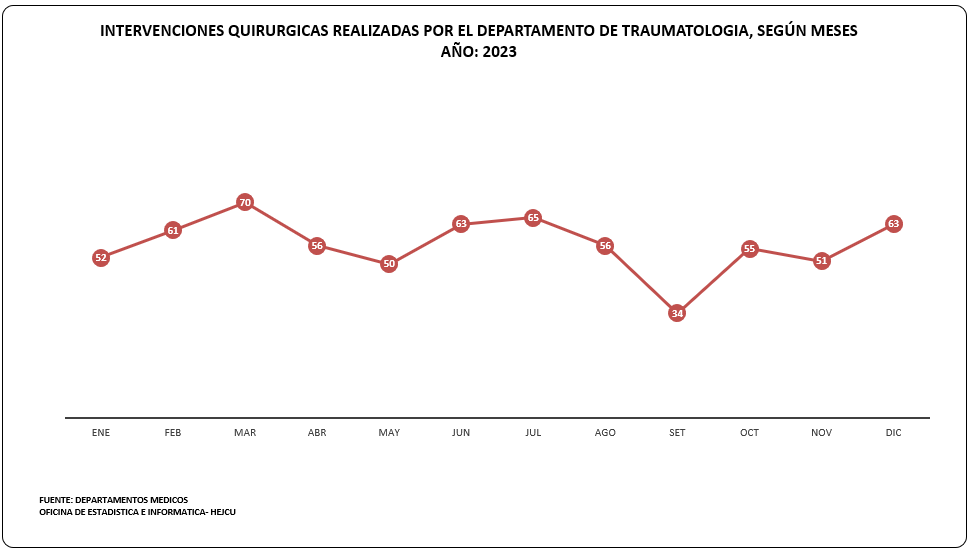 INTERVENCIONES QUIRURGICAS REALIZADAS POR EL DEPARTAMENTO DE TRAUMATOLOGIA, SEGÚN MESES
AÑO: 2023
52
61
70
56
50
63
65
56
34
55
51
63
ENE
FEB
MAR
ABR
MAY
JUN
JUL
AGO
SET
OCT
NOV
DIC
FUENTE: DEPARTAMENTOS MEDICOS
OFICINA DE ESTADISTICA E INFORMATICA- HEJCU